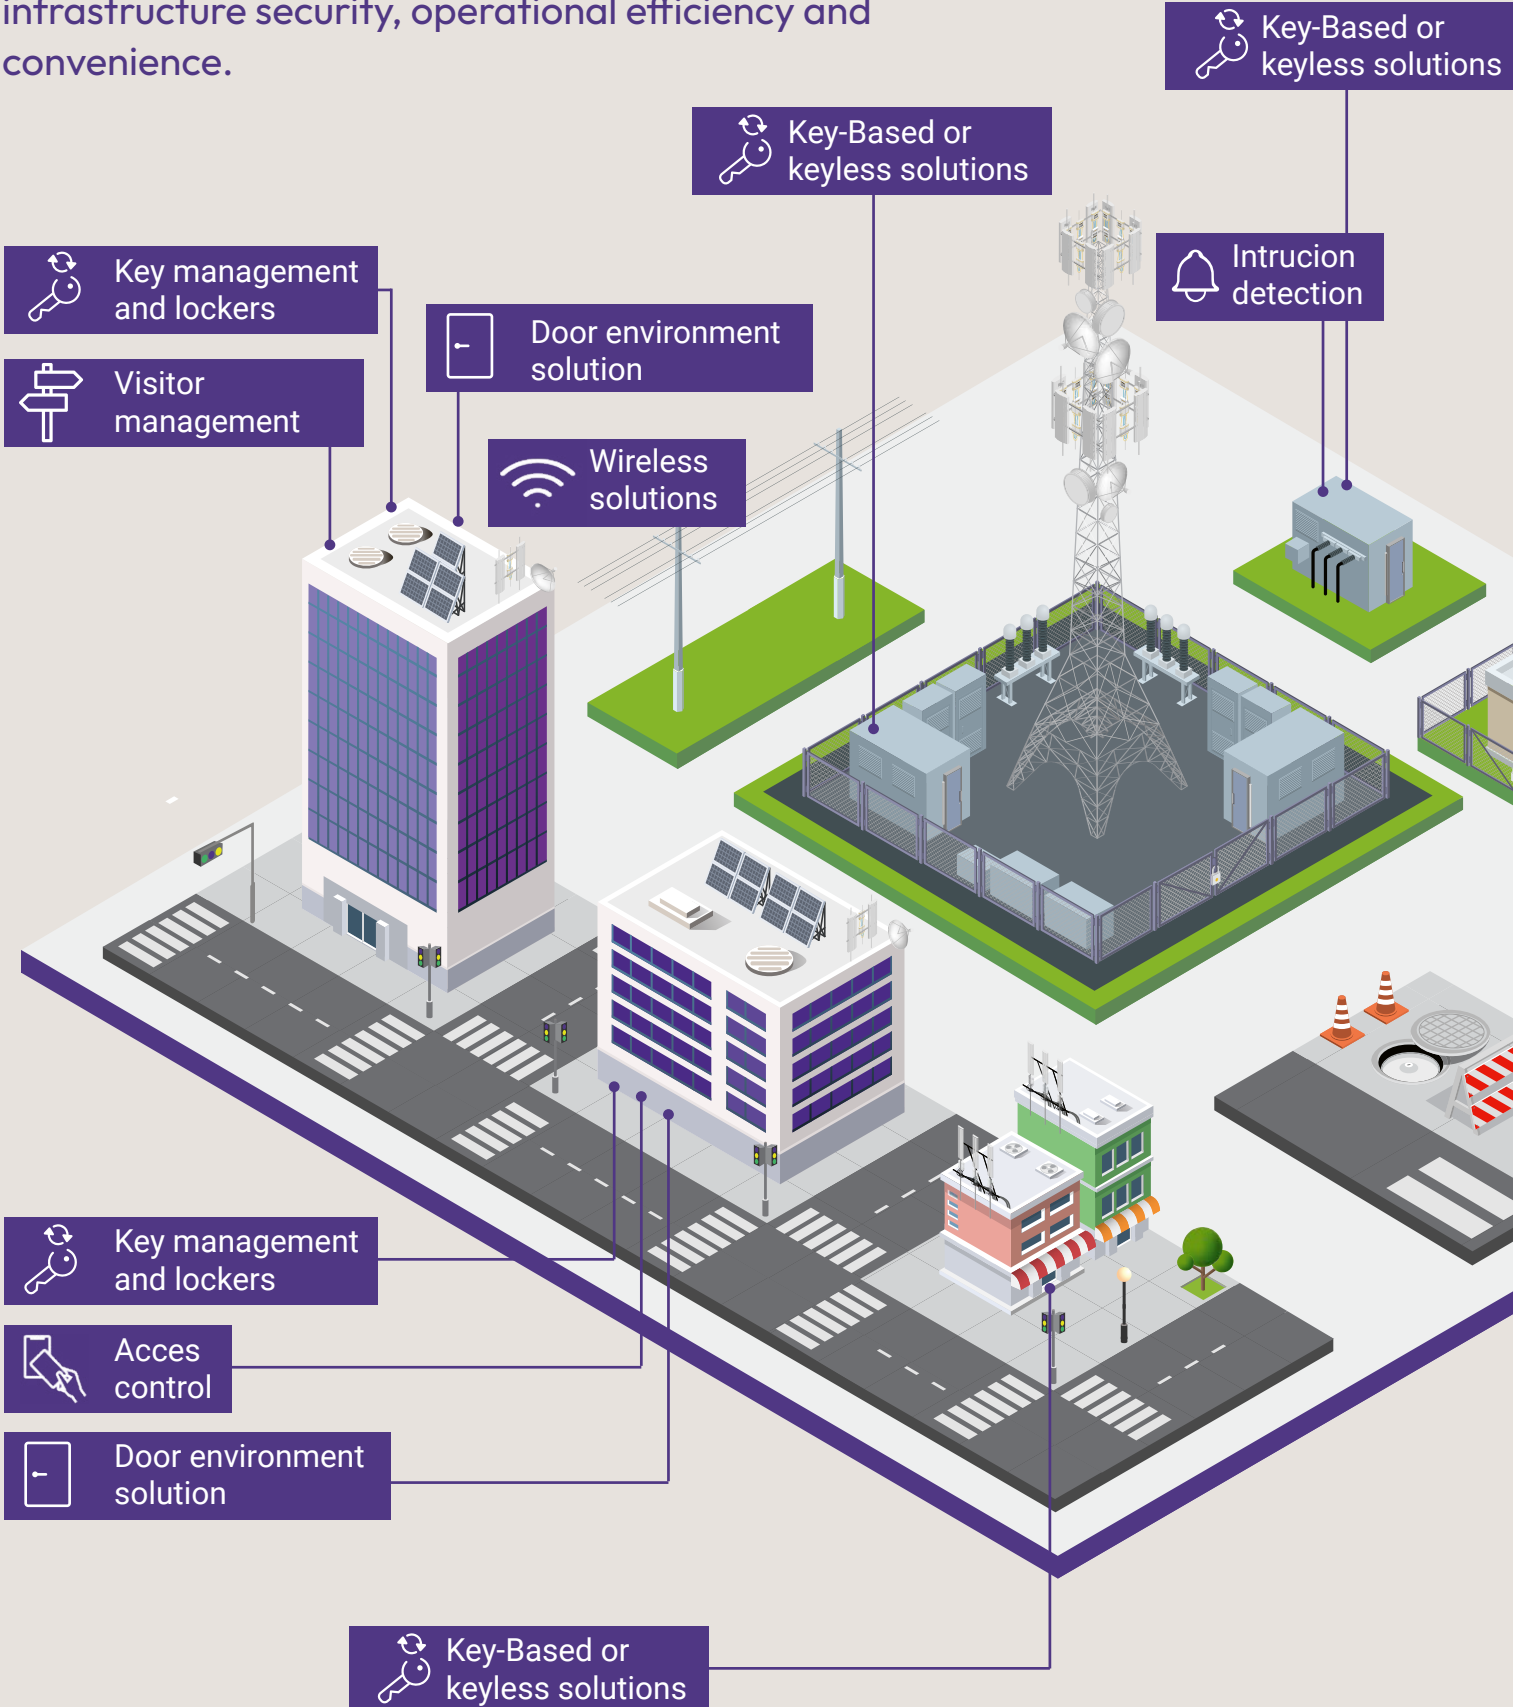 infrastructure security, operational efficiency and
convenience.
Key-Based or
keyless solutions
Key-Based or
keyless solutions
Intrucion
detection
Key management
and lockers
Door environment
solution
Visitor
management
Wireless
solutions
Key management
and lockers
Acces
control
Door environment
solution
Key-Based or
keyless solutions